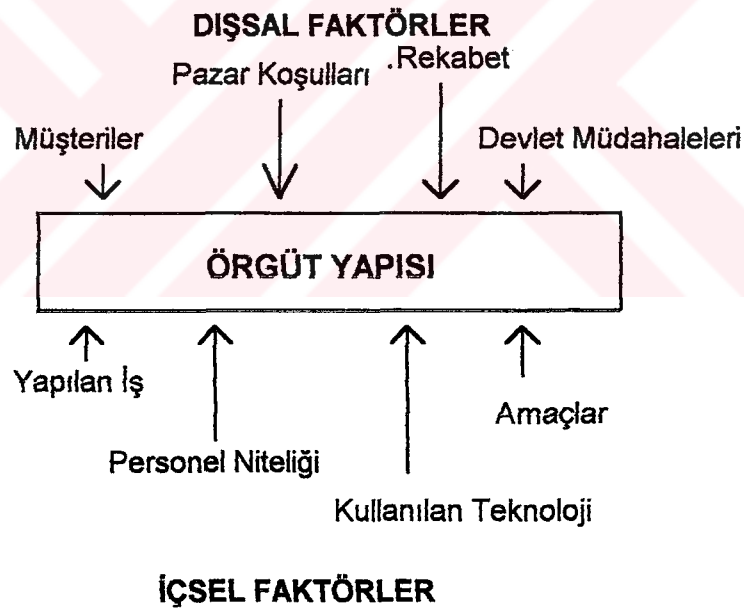 DIŞSAL FAKTÖRLER
Pazar Koşulları .Rekabet
Müşteriler Devlet Müdahaleleri
ÖRGÜT YAPISI
Yapılan İş
Amaçlar
Personel Niteliği
Kullanılan Teknoloji
İÇSEL FAKTÖRLER